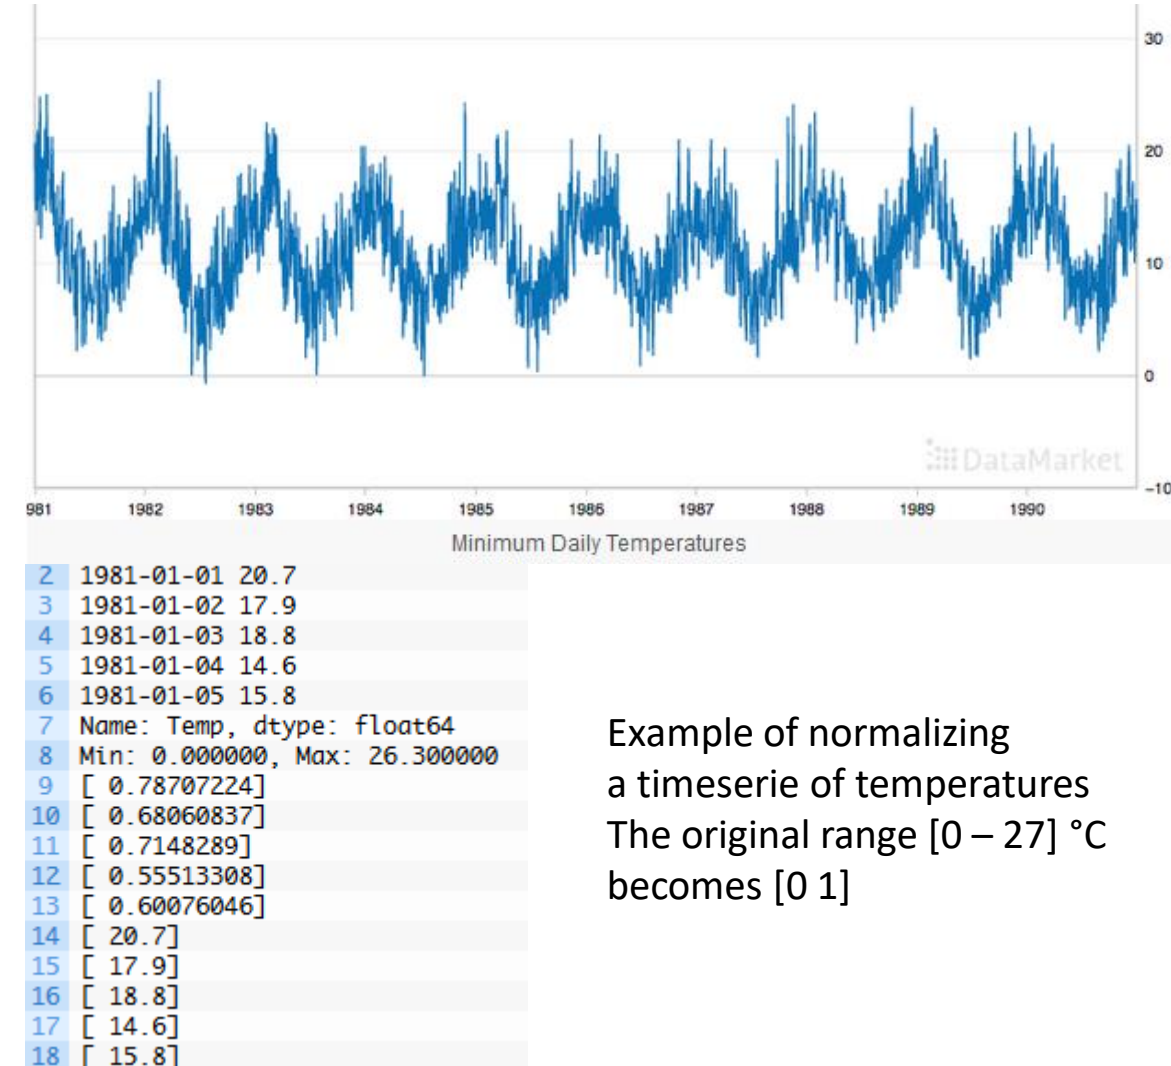 30
20
10
0
DataMarket
-10
981 1982 1983 1984 1985 1986 1987 1988 1989 1990
Minimum Daily Temperatures
2 1981-01-01 20.7
3 1981-01-02 17.9
4 1981-01-03 18.8
5 1981-01-04 14.6
6 1981-01-05 15.8
7 Name: Temp, dtype: float64
8 Min: 0.000000, Max: 26.300000
9 [ 0.78707224]
10 [ 0.68060837]
11 [ 0.7148289]
12 [ 0.55513308]
13 [ 0.60076046]
14 [ 20.7]
15 [ 17.9]
16 [ 18.8]
17 [ 14.6]
18 [ 15.8]
Example of normalizing
a timeserie of temperatures
The original range [0 – 27] °C
becomes [0 1]